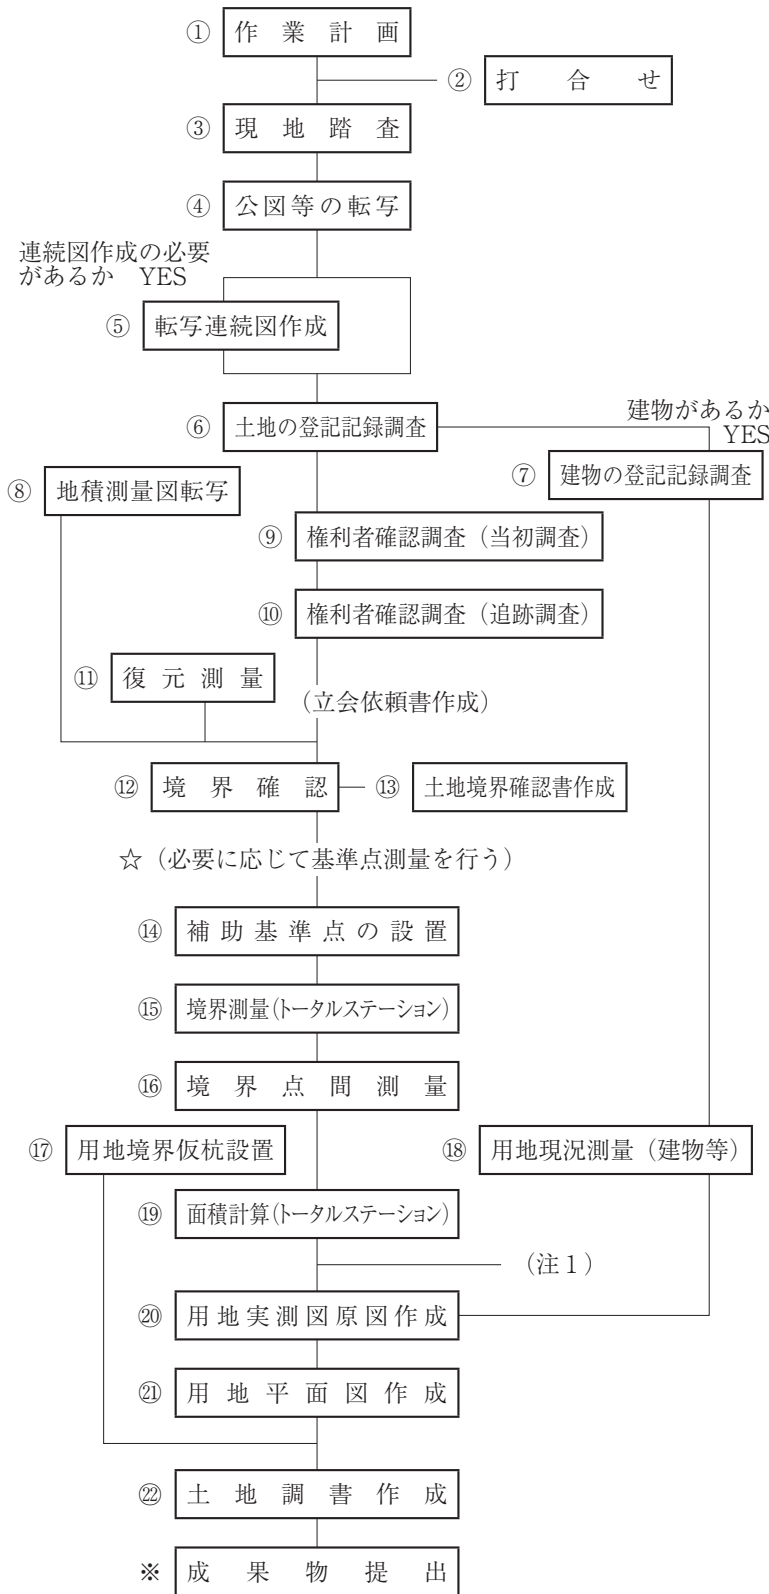 ① 作業計画
② 打合せ
③ 現地踏査
④ 公図等の転写
連続図作成の必要
があるか YES
⑤ 転写連続図作成
⑥ 土地の登記記録調査
建物があるか
YES
⑦ 建物の登記記録調査
⑧ 地積測量図転写
⑨ 権利者確認調査（当初調査）
⑩ 権利者確認調査（追跡調査）
⑪ 復元測量
（立会依頼書作成）
⑫ 境界確認
⑬ 土地境界確認書作成
☆（必要に応じて基準点測量を行う）
⑭ 補助基準点の設置
⑮ 境界測量(トータルステーション)
⑯ 境界点間測量
⑰ 用地境界仮杭設置
⑱ 用地現況測量（建物等）
⑲ 面積計算(トータルステーション)
（注１）
⑳ 用地実測図原図作成
㉑ 用地平面図作成
㉒ 土地調書作成
※ 成果物提出